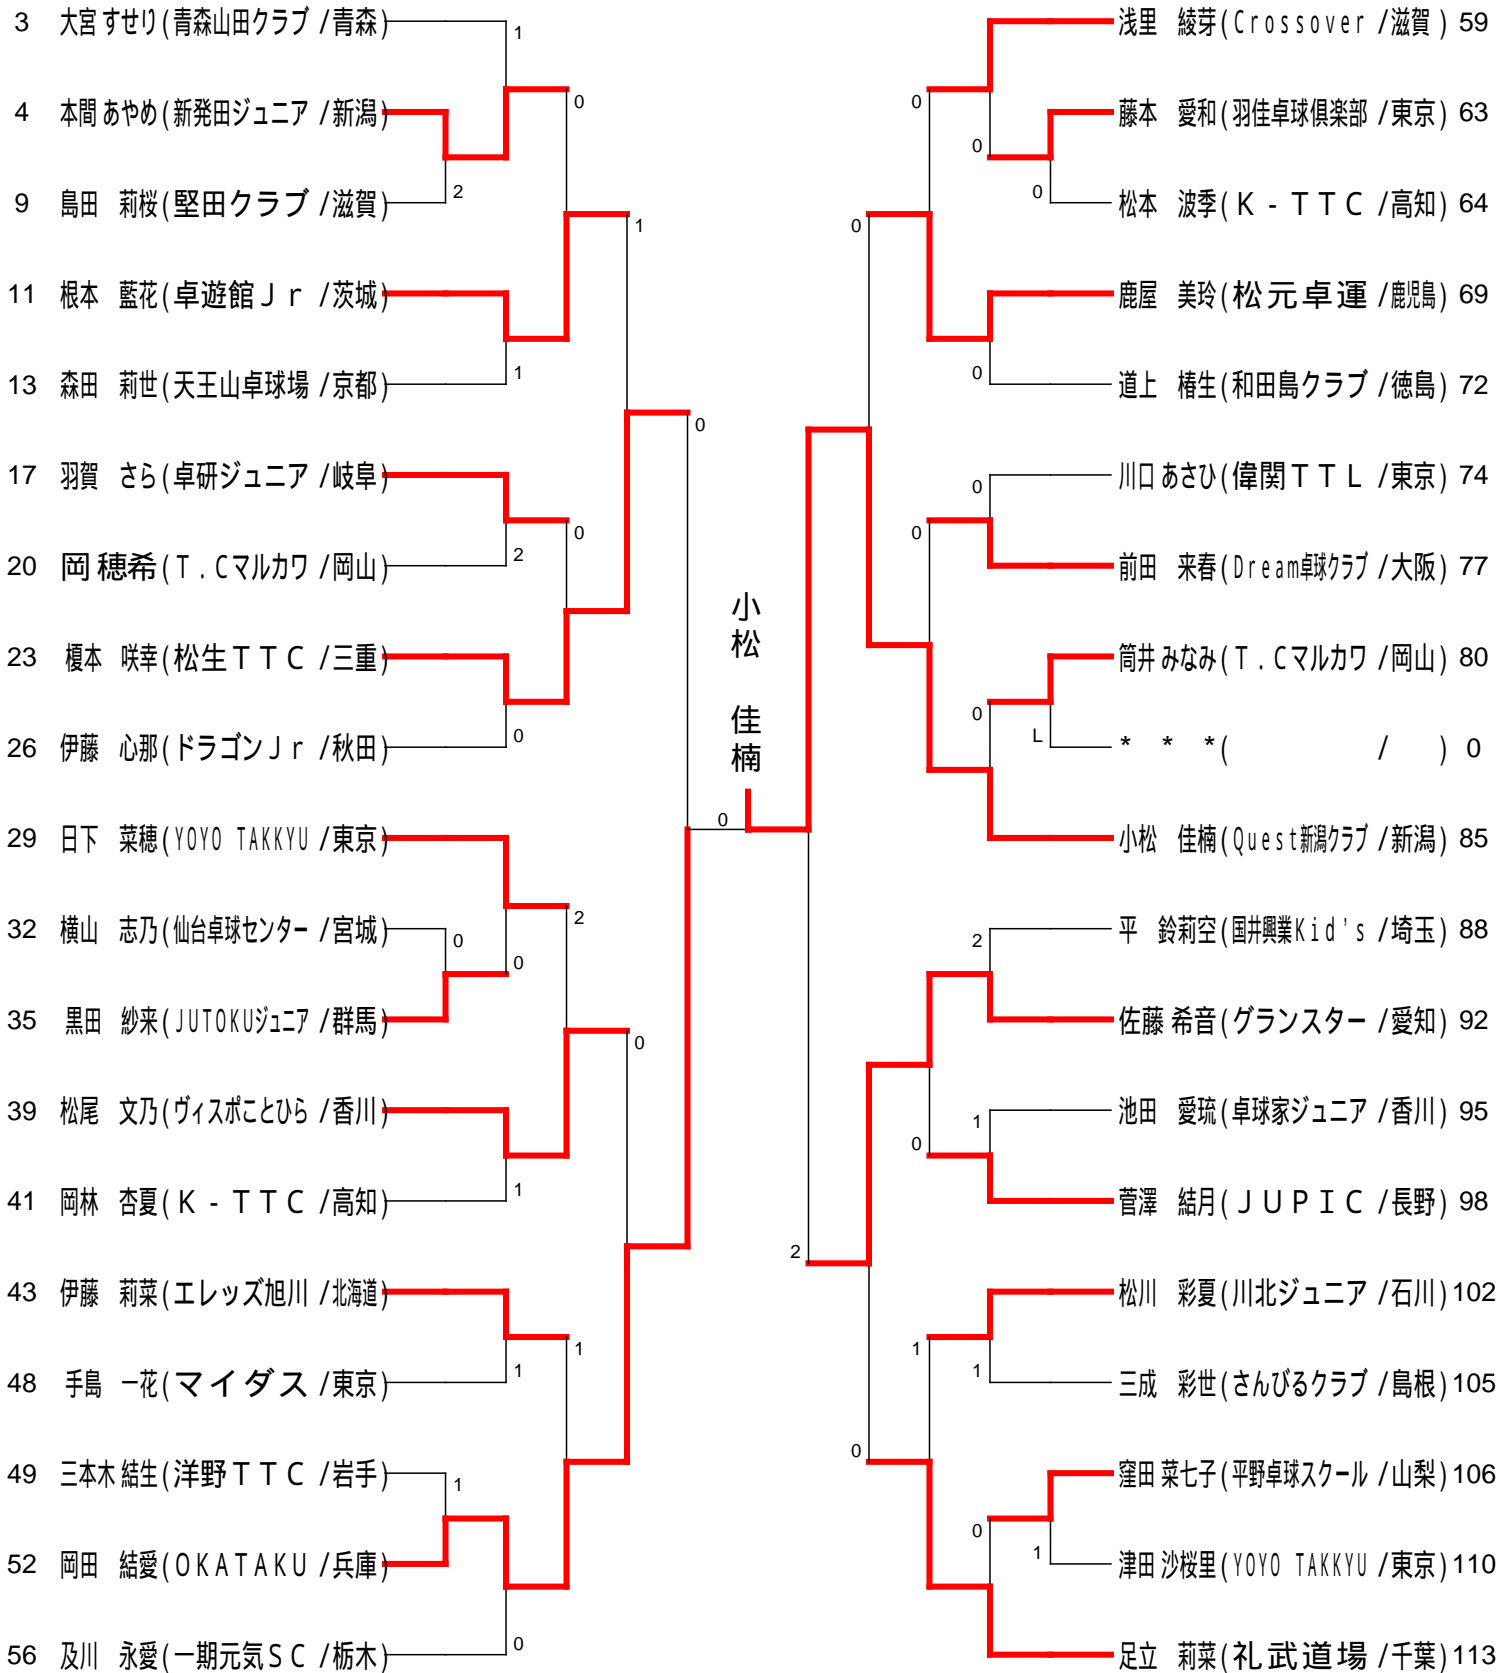 3 大宮 すせり(青森山田クラブ /青森)
4 本間 あやめ(新発田ジュニア /新潟)
9 島田 莉桜(堅田クラブ /滋賀)
11 根本 藍花(卓遊館Ｊｒ /茨城)
13 森田 莉世(天王山卓球場 /京都)
17 羽賀 さら(卓研ジュニア /岐阜)
20 岡 穂希(Ｔ．Ｃマルカワ /岡山)
23 榎本 咲幸(松生ＴＴＣ /三重)
26 伊藤 心那(ドラゴンＪｒ /秋田)
29 日下 菜穂(YOYO TAKKYU /東京)
32 横山 志乃(仙台卓球センター /宮城)
35 黒田 紗来(JUTOKUジュニア /群馬)
39 松尾 文乃(ヴィスポことひら /香川)
41 岡林 杏夏(Ｋ‐ＴＴＣ /高知)
43 伊藤 莉菜(エレッズ旭川 /北海道)
48 手島 一花(マイダス /東京)
49 三本木 結生(洋野ＴＴＣ /岩手)
52 岡田 結愛(ＯＫＡＴＡＫＵ /兵庫)
56 及川 永愛(一期元気ＳＣ /栃木)
1
2
0
1
1
2
0
0
1
0
0
0
2
1
0
1
1
1
0
0
小松 佳楠
0
浅里 綾芽(Crossover /滋賀) 59
藤本 愛和(羽佳卓球倶楽部 /東京) 63
松本 波季(Ｋ‐ＴＴＣ /高知) 64
鹿屋 美玲(松元卓運 /鹿児島) 69
道上 椿生(和田島クラブ /徳島) 72
川口 あさひ(偉関ＴＴＬ /東京) 74
前田 来春(Dream卓球クラブ /大阪) 77
筒井 みなみ(Ｔ．Ｃマルカワ /岡山) 80
* * *( / ) 0
小松 佳楠(Quest新潟クラブ /新潟) 85
平 鈴莉空(国井興業Kid's /埼玉) 88
佐藤 希音(グランスター /愛知) 92
池田 愛琉(卓球家ジュニア /香川) 95
菅澤 結月(ＪＵＰＩＣ /長野) 98
松川 彩夏(川北ジュニア /石川) 102
三成 彩世(さんびるクラブ /島根) 105
窪田 菜七子(平野卓球スクール /山梨) 106
津田 沙桜里(YOYO TAKKYU /東京) 110
足立 莉菜(礼武道場 /千葉) 113
0
0
0
0
0
0
0
0
L
2
1
0
2
1
1
0
0
1